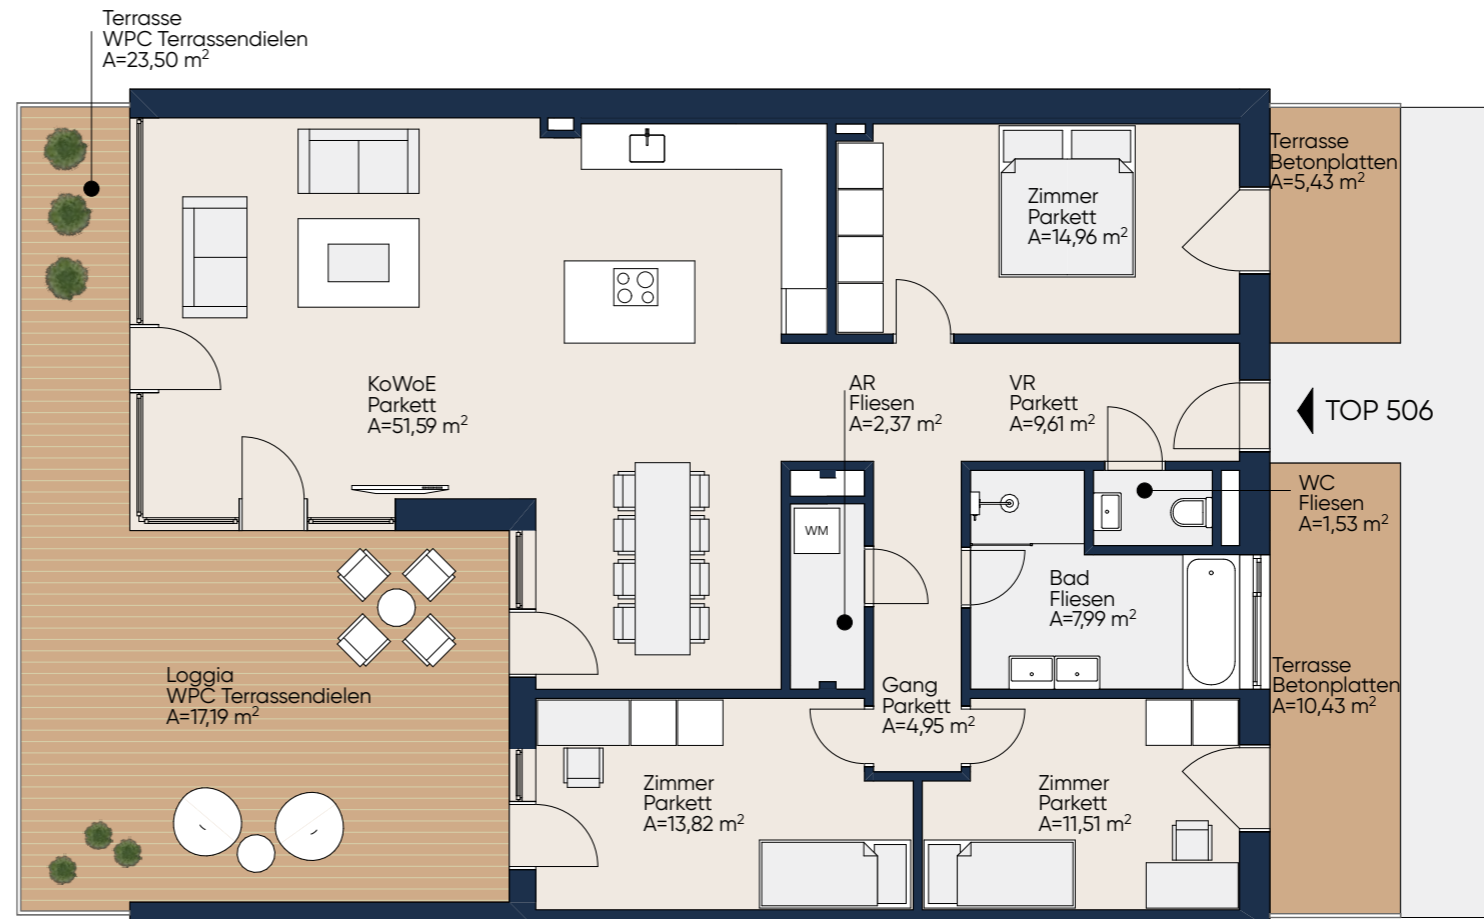 Terrasse
WPC Terrassendielen
A=23,50 m²
Terrasse
Betonplatten
A=5,43 m²
Zimmer
Parkett
A=14,96 m²
KoWoE
Parkett
A=51,59 m²
AR
Fliesen
A=2,37 m²
VR
Parkett
A=9,61 m²
TOP 506
WC
Fliesen
A=1,53 m²
WM
Bad
Fliesen
A=7,99 m²
Loggia
WPC Terrassendielen
A=17,19 m²
Gang
Parkett
A=4,95 m²
Terrasse
Betonplatten
A=10,43 m²
Zimmer
Parkett
A=13,82 m²
Zimmer
Parkett
A=11,51 m²